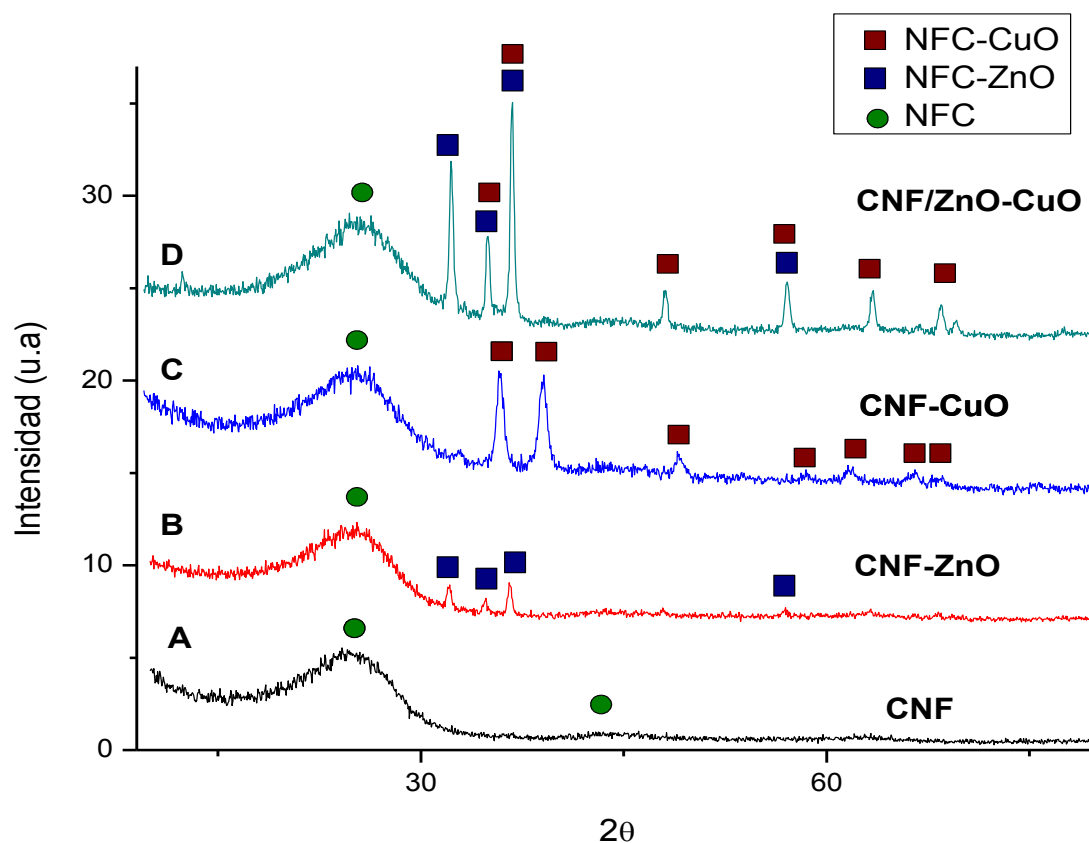 NFC-CuO
NFC-ZnO
NFC
30
20
10
0
Intensidad (u.a)
D
CNF/ZnO-CuO
C
CNF-CuO
B
CNF-ZnO
A
CNF
30
60
2θ